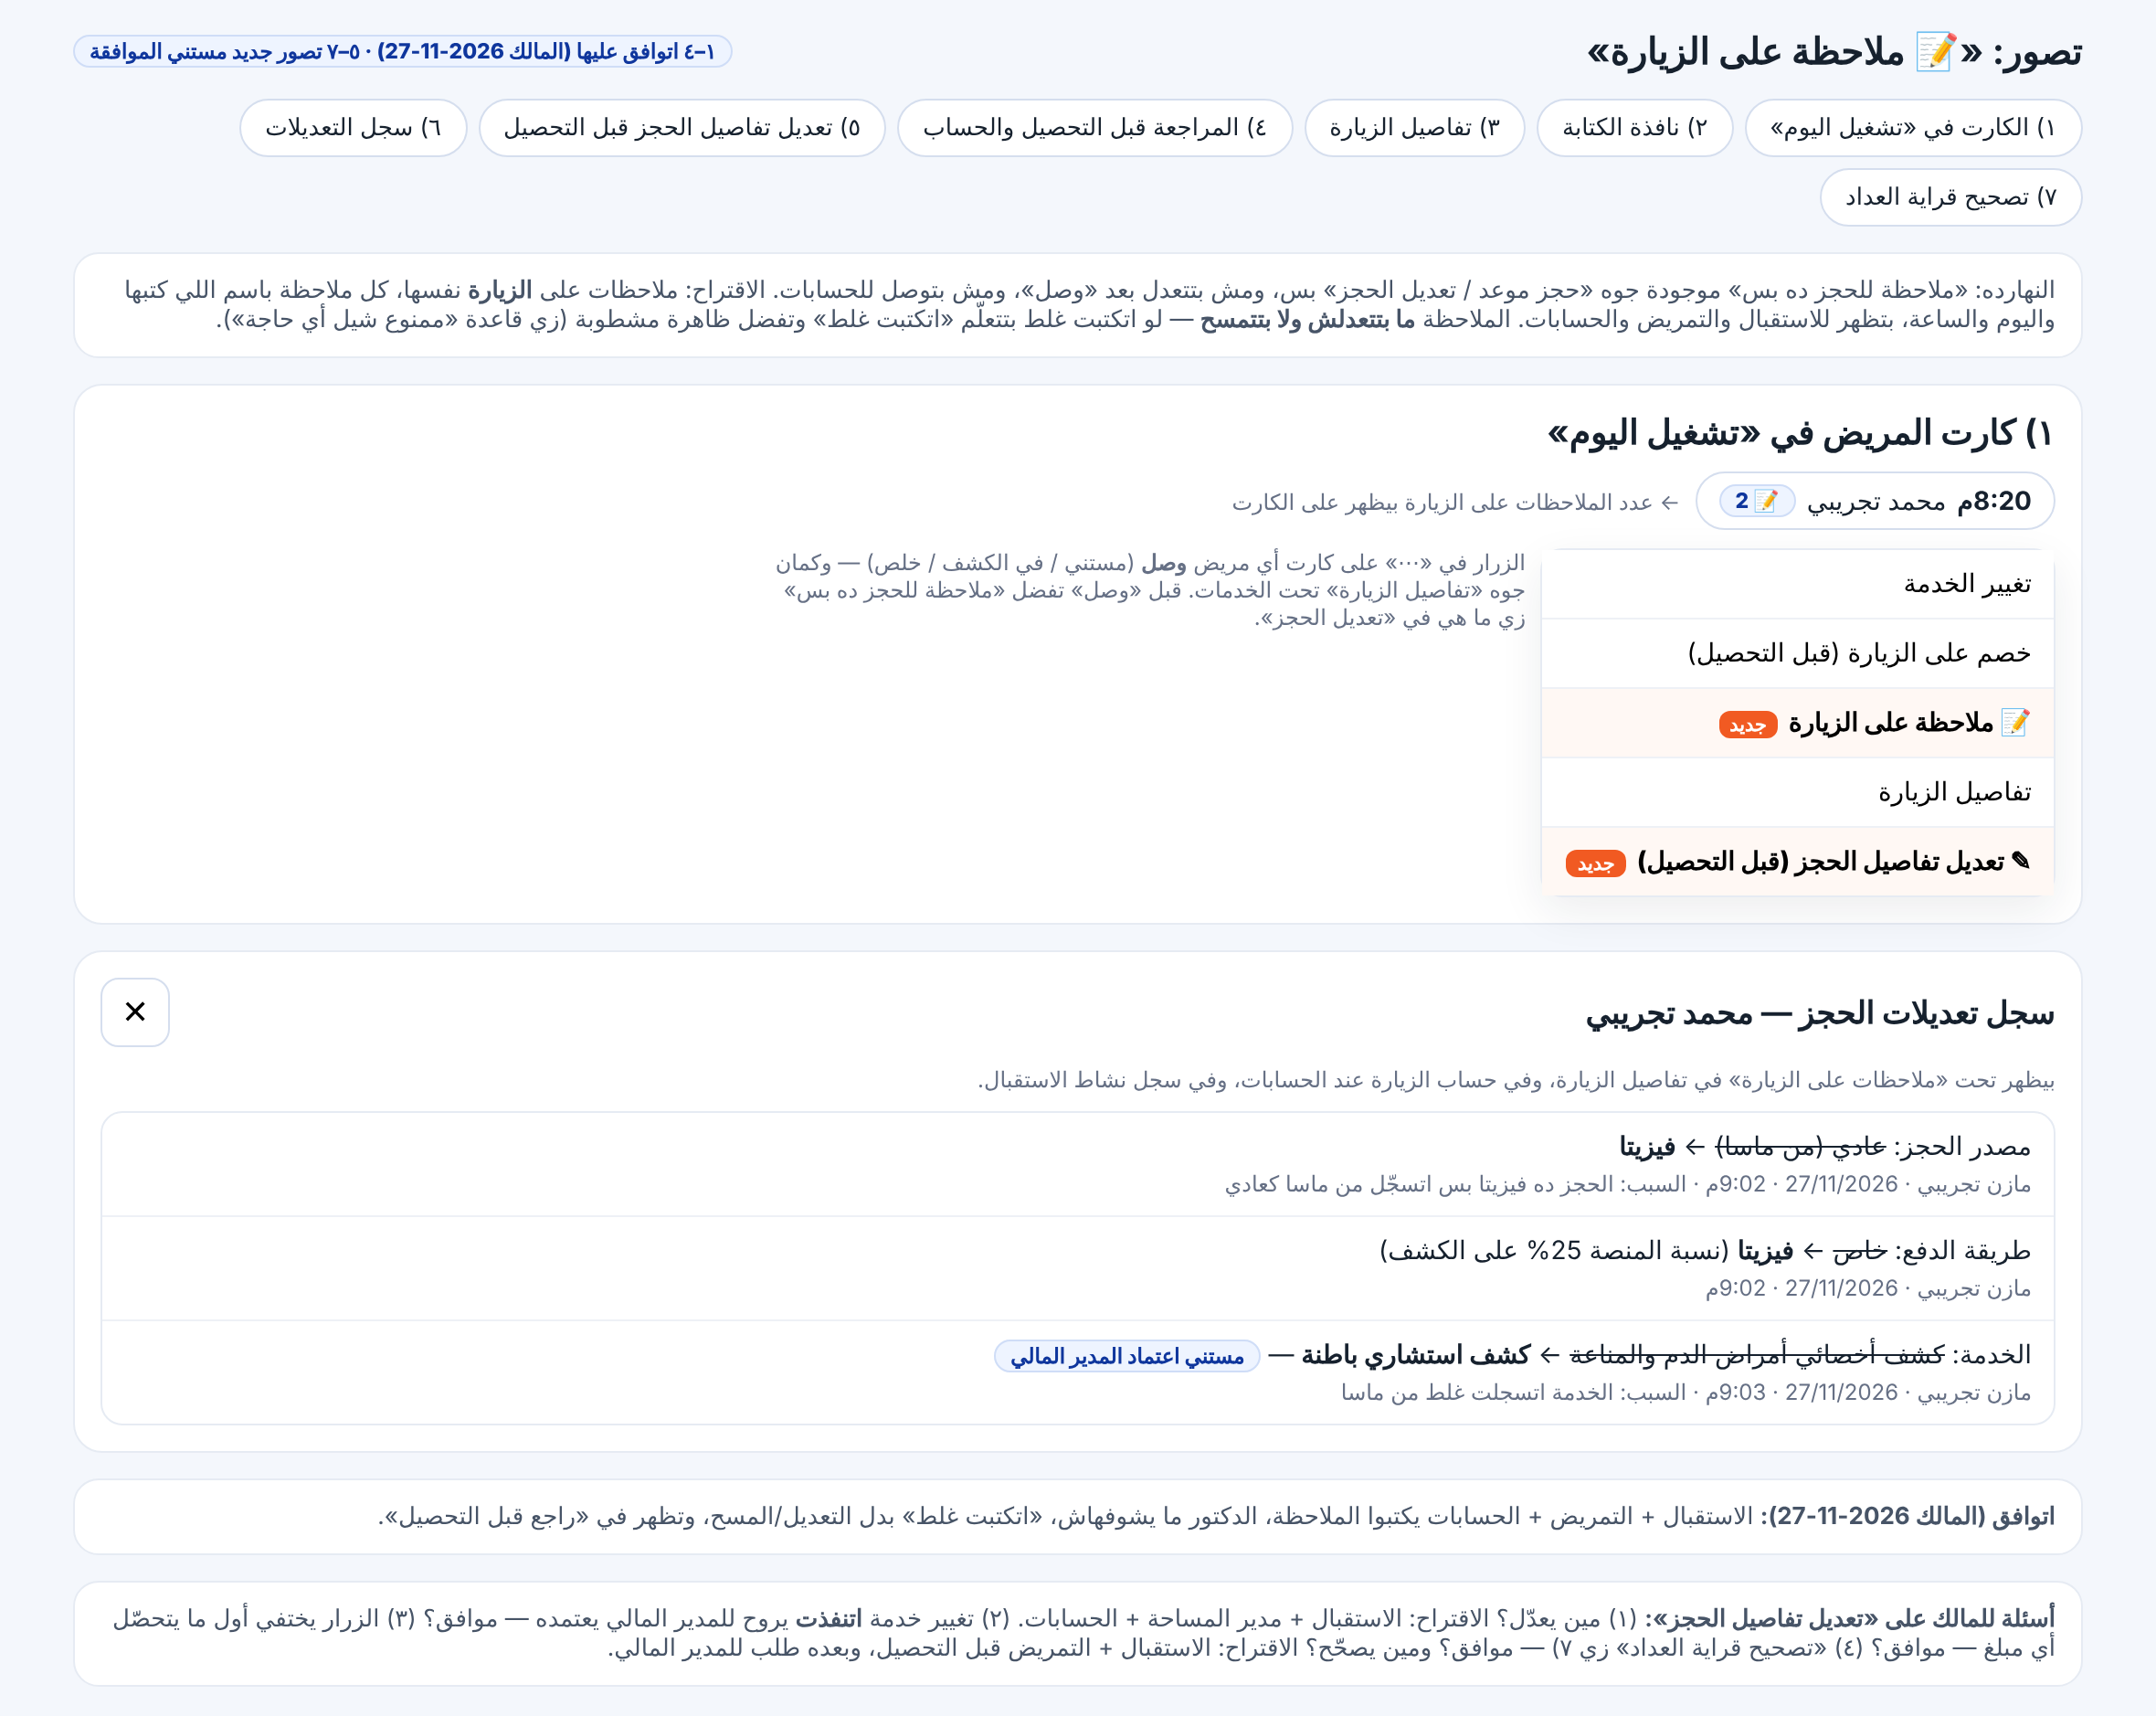 تصور: «📝 ملاحظة على الزيارة»
١–٤ اتوافق عليها (المالك 2026-11-27) · ٥–٧ تصور جديد مستني الموافقة
١) الكارت في «تشغيل اليوم»
٢) نافذة الكتابة
٣) تفاصيل الزيارة
٤) المراجعة قبل التحصيل والحساب
٥) تعديل تفاصيل الحجز قبل التحصيل
٦) سجل التعديلات
٧) تصحيح قراية العداد
النهارده: «ملاحظة للحجز ده بس» موجودة جوه «حجز موعد / تعديل الحجز» بس، ومش بتتعدل بعد «وصل»، ومش بتوصل للحسابات. الاقتراح: ملاحظات على الزيارة نفسها، كل ملاحظة باسم اللي كتبها
واليوم والساعة، بتظهر للاستقبال والتمريض والحسابات. الملاحظة ما بتتعدلش ولا بتتمسح — لو اتكتبت غلط بتتعلّم «اتكتبت غلط» وتفضل ظاهرة مشطوبة (زي قاعدة «ممنوع شيل أي حاجة»).
١) كارت المريض في «تشغيل اليوم»
8:20م محمد تجريبي 📝 2
← عدد الملاحظات على الزيارة بيظهر على الكارت
تغيير الخدمة
خصم على الزيارة (قبل التحصيل)
📝 ملاحظة على الزيارة جديد
تفاصيل الزيارة
✎ تعديل تفاصيل الحجز (قبل التحصيل) جديد
الزرار في «⋯» على كارت أي مريض وصل (مستني / في الكشف / خلص) — وكمان
جوه «تفاصيل الزيارة» تحت الخدمات. قبل «وصل» تفضل «ملاحظة للحجز ده بس»
زي ما هي في «تعديل الحجز».
سجل تعديلات الحجز — محمد تجريبي
✕
بيظهر تحت «ملاحظات على الزيارة» في تفاصيل الزيارة، وفي حساب الزيارة عند الحسابات، وفي سجل نشاط الاستقبال.
مصدر الحجز: عادي (من ماسا) ← فيزيتا
مازن تجريبي · 27/11/2026 · 9:02م · السبب: الحجز ده فيزيتا بس اتسجّل من ماسا كعادي
طريقة الدفع: خاص ← فيزيتا (نسبة المنصة 25% على الكشف)
مازن تجريبي · 27/11/2026 · 9:02م
الخدمة: كشف أخصائي أمراض الدم والمناعة ← كشف استشاري باطنة — مستني اعتماد المدير المالي
مازن تجريبي · 27/11/2026 · 9:03م · السبب: الخدمة اتسجلت غلط من ماسا
اتوافق (المالك 2026-11-27): الاستقبال + التمريض + الحسابات يكتبوا الملاحظة، الدكتور ما يشوفهاش، «اتكتبت غلط» بدل التعديل/المسح، وتظهر في «راجع قبل التحصيل».
أسئلة للمالك على «تعديل تفاصيل الحجز»: (١) مين يعدّل؟ الاقتراح: الاستقبال + مدير المساحة + الحسابات. (٢) تغيير خدمة اتنفذت يروح للمدير المالي يعتمده — موافق؟ (٣) الزرار يختفي أول ما يتحصّل
أي مبلغ — موافق؟ (٤) «تصحيح قراية العداد» زي ٧) — موافق؟ ومين يصحّح؟ الاقتراح: الاستقبال + التمريض قبل التحصيل، وبعده طلب للمدير المالي.